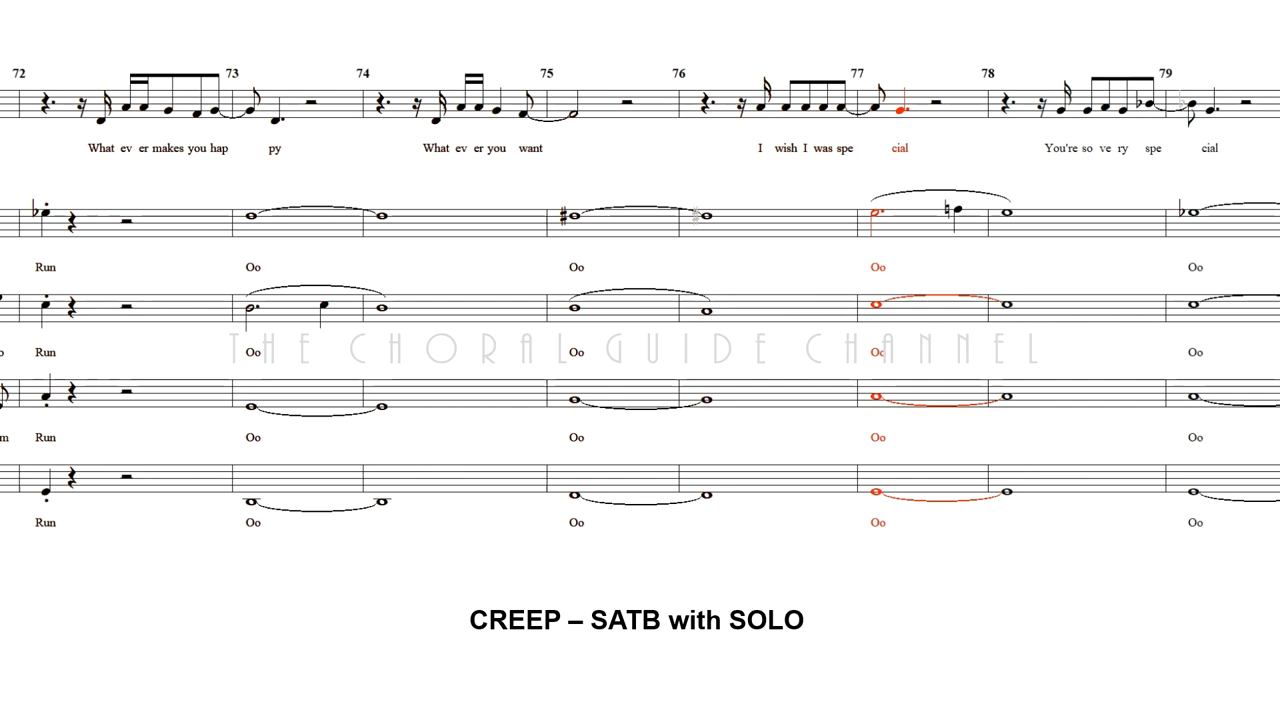 72 73 74 75 76 77 78 79
What ev er makes you hap py What ev er you want I wish I was spe cial You're so ve ry spe cial
Run Oo Oo Oo Oo
o Run Oo Oo Oo Oo
THE CHORAL GUIDE CHANNEL
m Run Oo Oo Oo Oo
Run Oo Oo Oo Oo
CREEP – SATB with SOLO